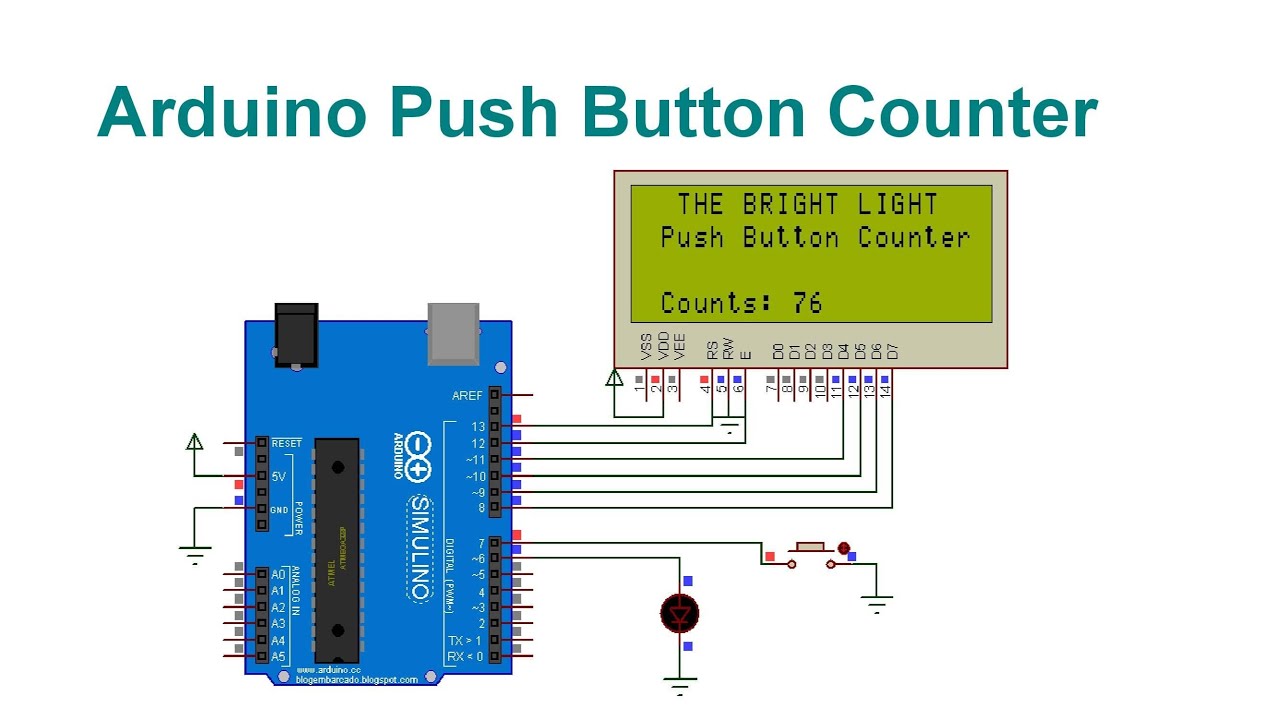 Arduino Push Button Counter
THE BRIGHT LIGHT
Push Button Counter
Counts: 76
VSS
VDD
VEE
RS
RW
E
D0
D1
D2
D3
D4
D5
D6
D7
1
2
3
4
5
6
7
8
9
10
11
12
13
14
AREF
13
12
~11
~10
~9
8
7
~6
~5
4
~3
2
TX > 1
RX < 0
DIGITAL (PWM~)
ARDUINO
SIMULINO
RESET
5V
GND
POWER
A0
A1
A2
A3
A4
A5
ANALOG IN
ATMEL
www.arduino.cc
blogembarcado.blogspot.com